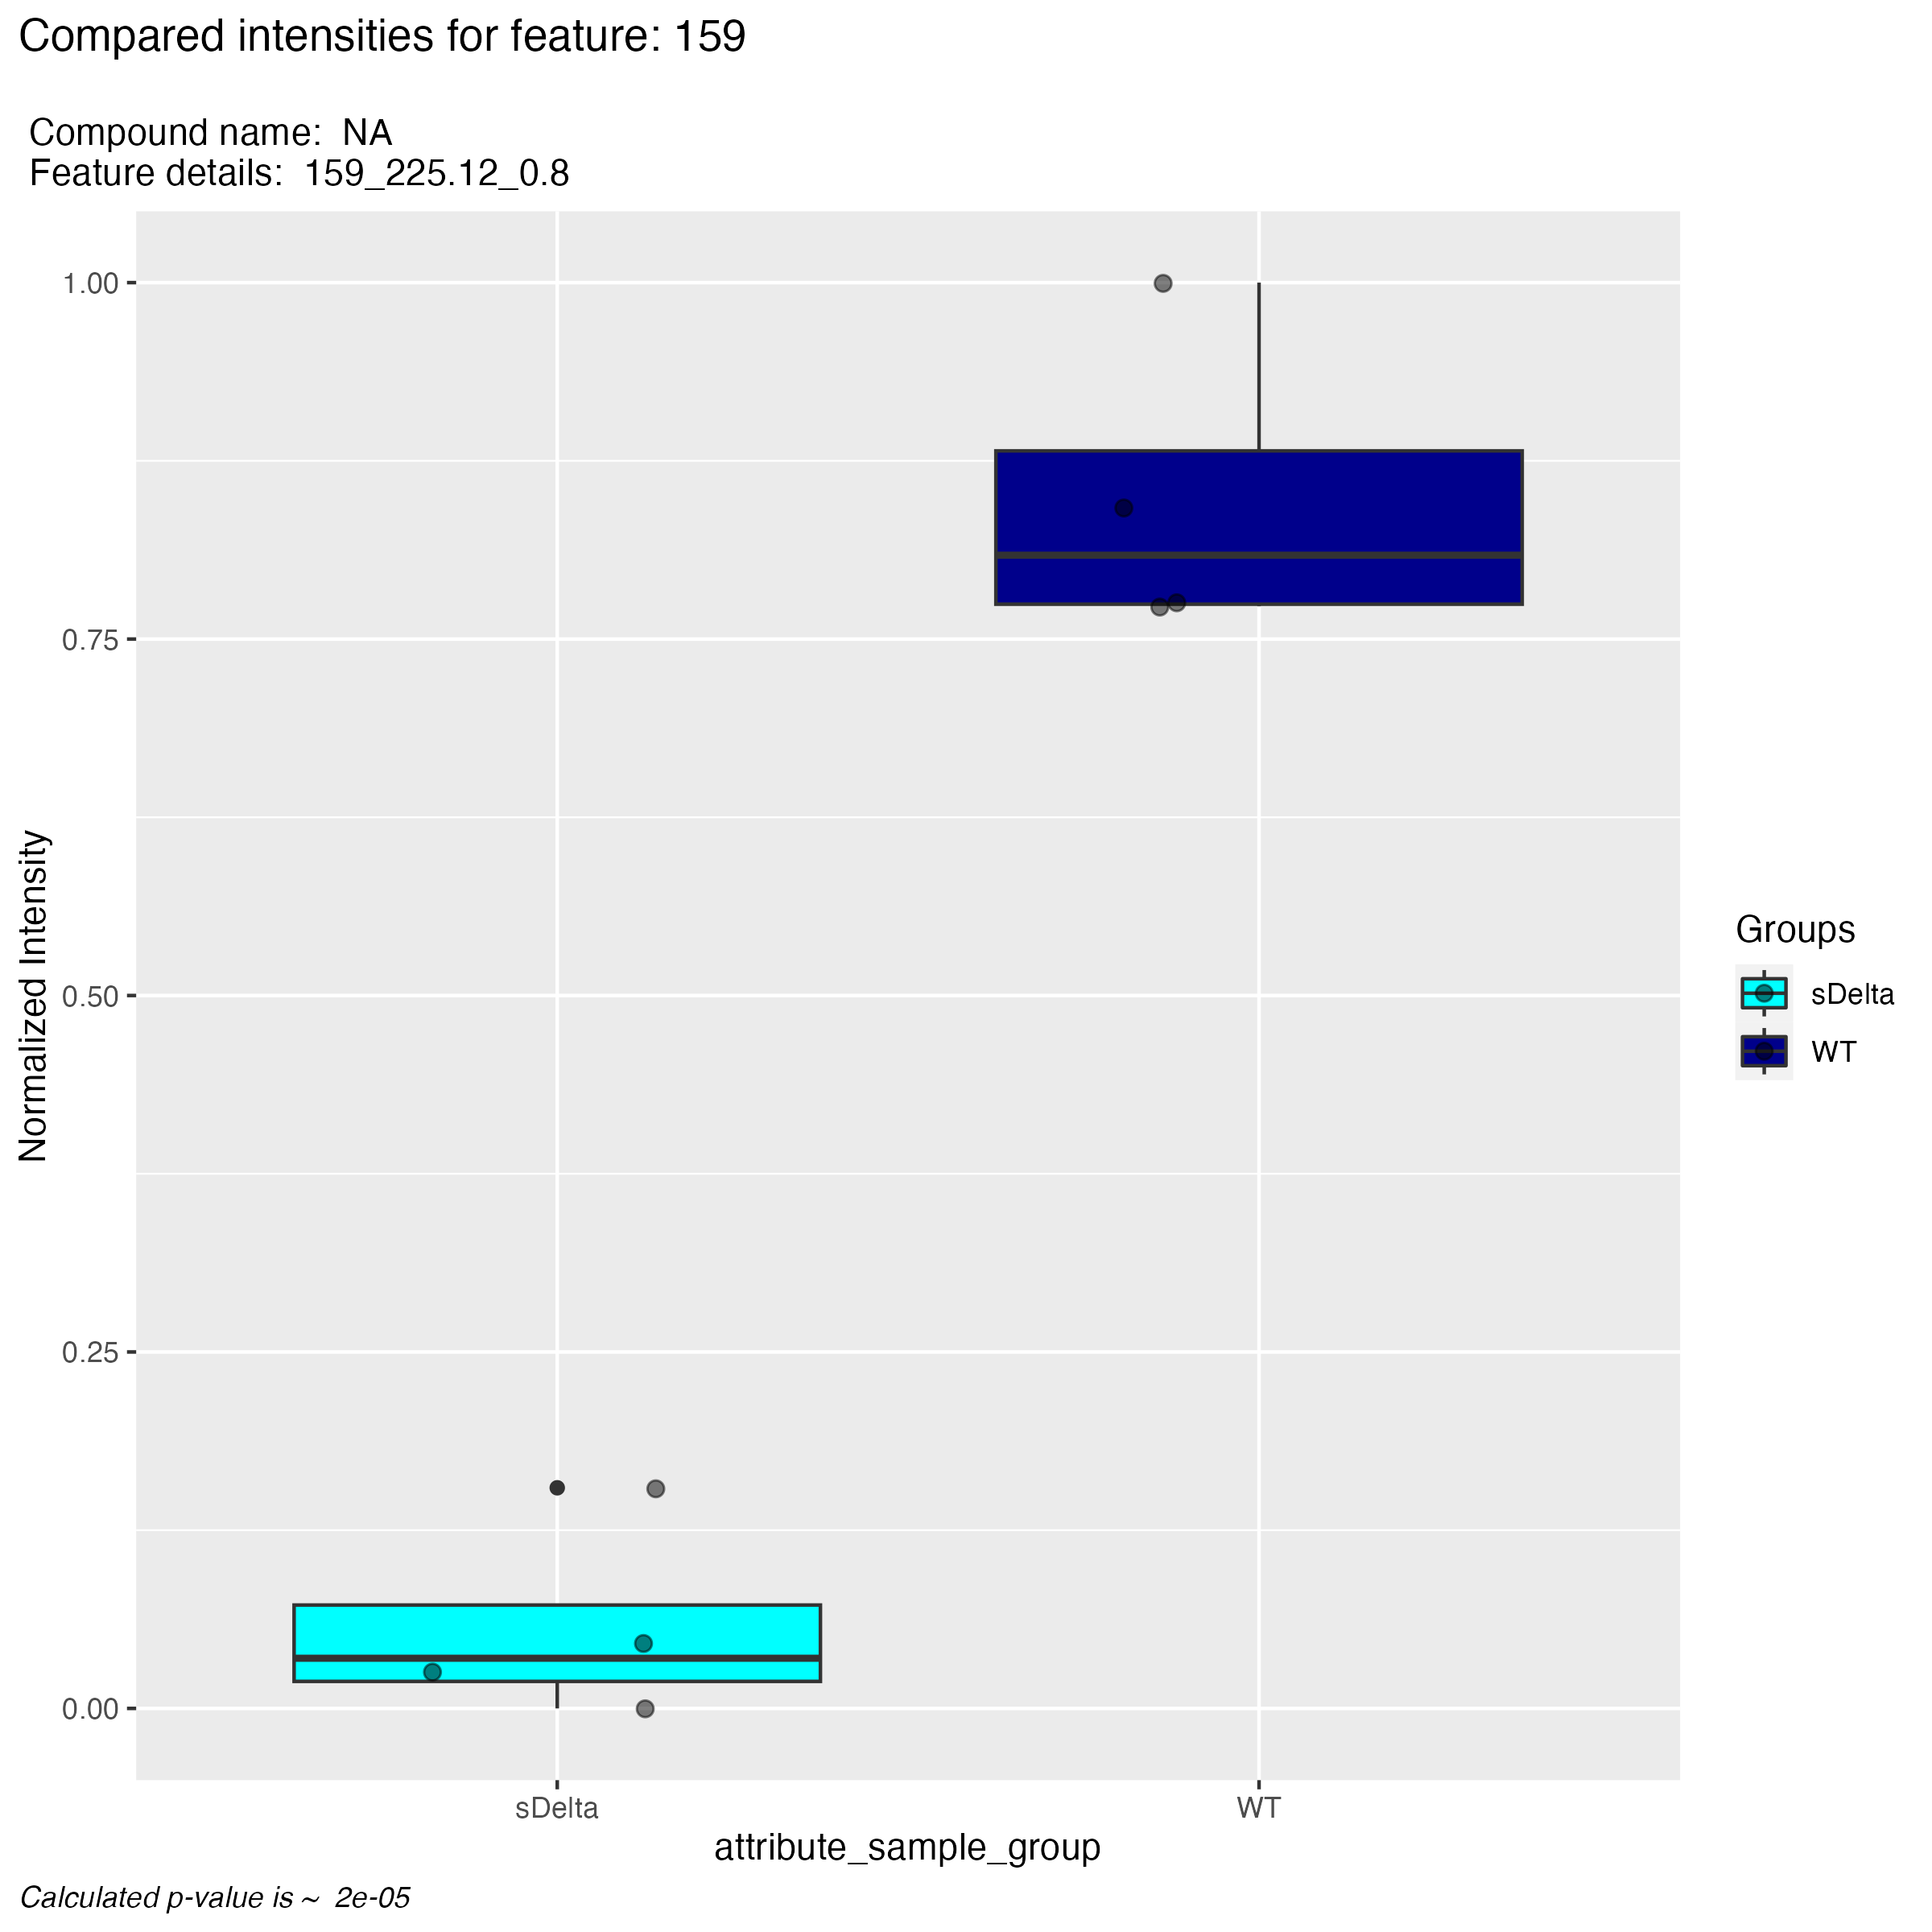 Compared intensities for feature: 159
Compound name:  NA
Feature details:  159_225.12_0.8
1.00
0.75
0.50
0.25
0.00
Normalized Intensity
sDelta
WT
attribute_sample_group
Groups
sDelta
WT
Calculated p-value is ~  2e-05